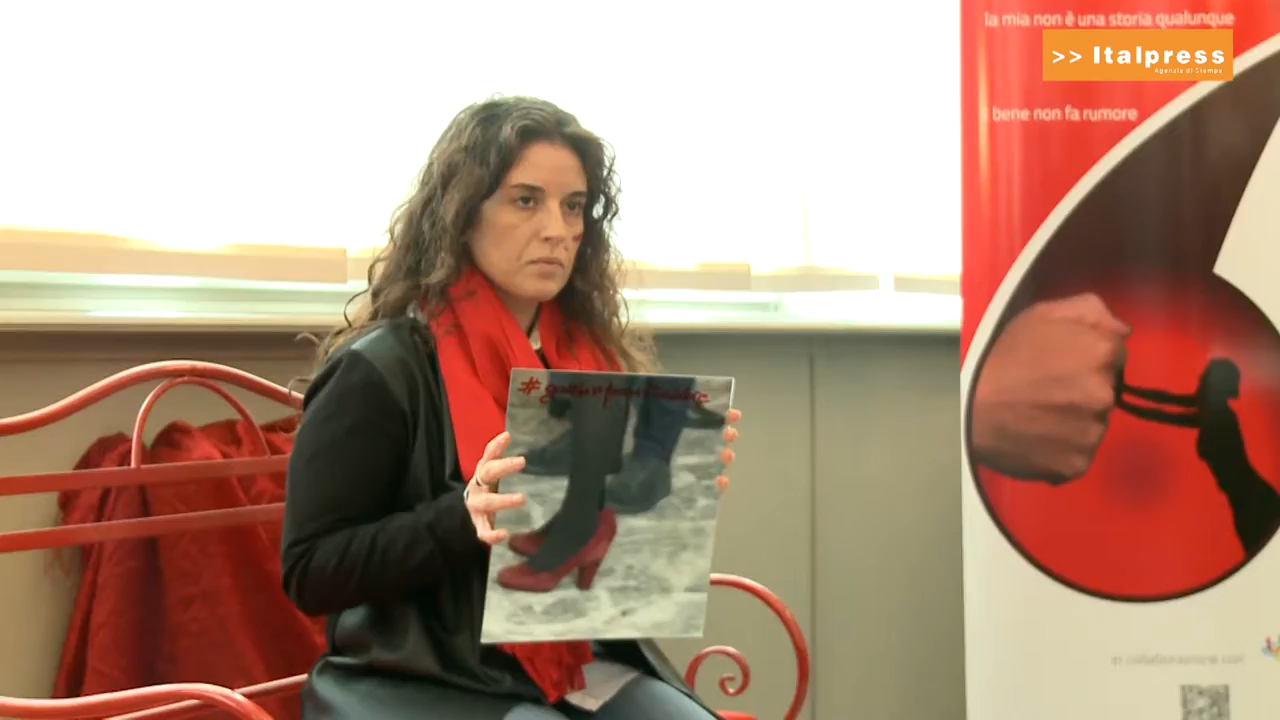 la mia non è una storia qualunque
>> Italpress
Agenzia di Stampa
bene non fa rumore
in collaborazione con